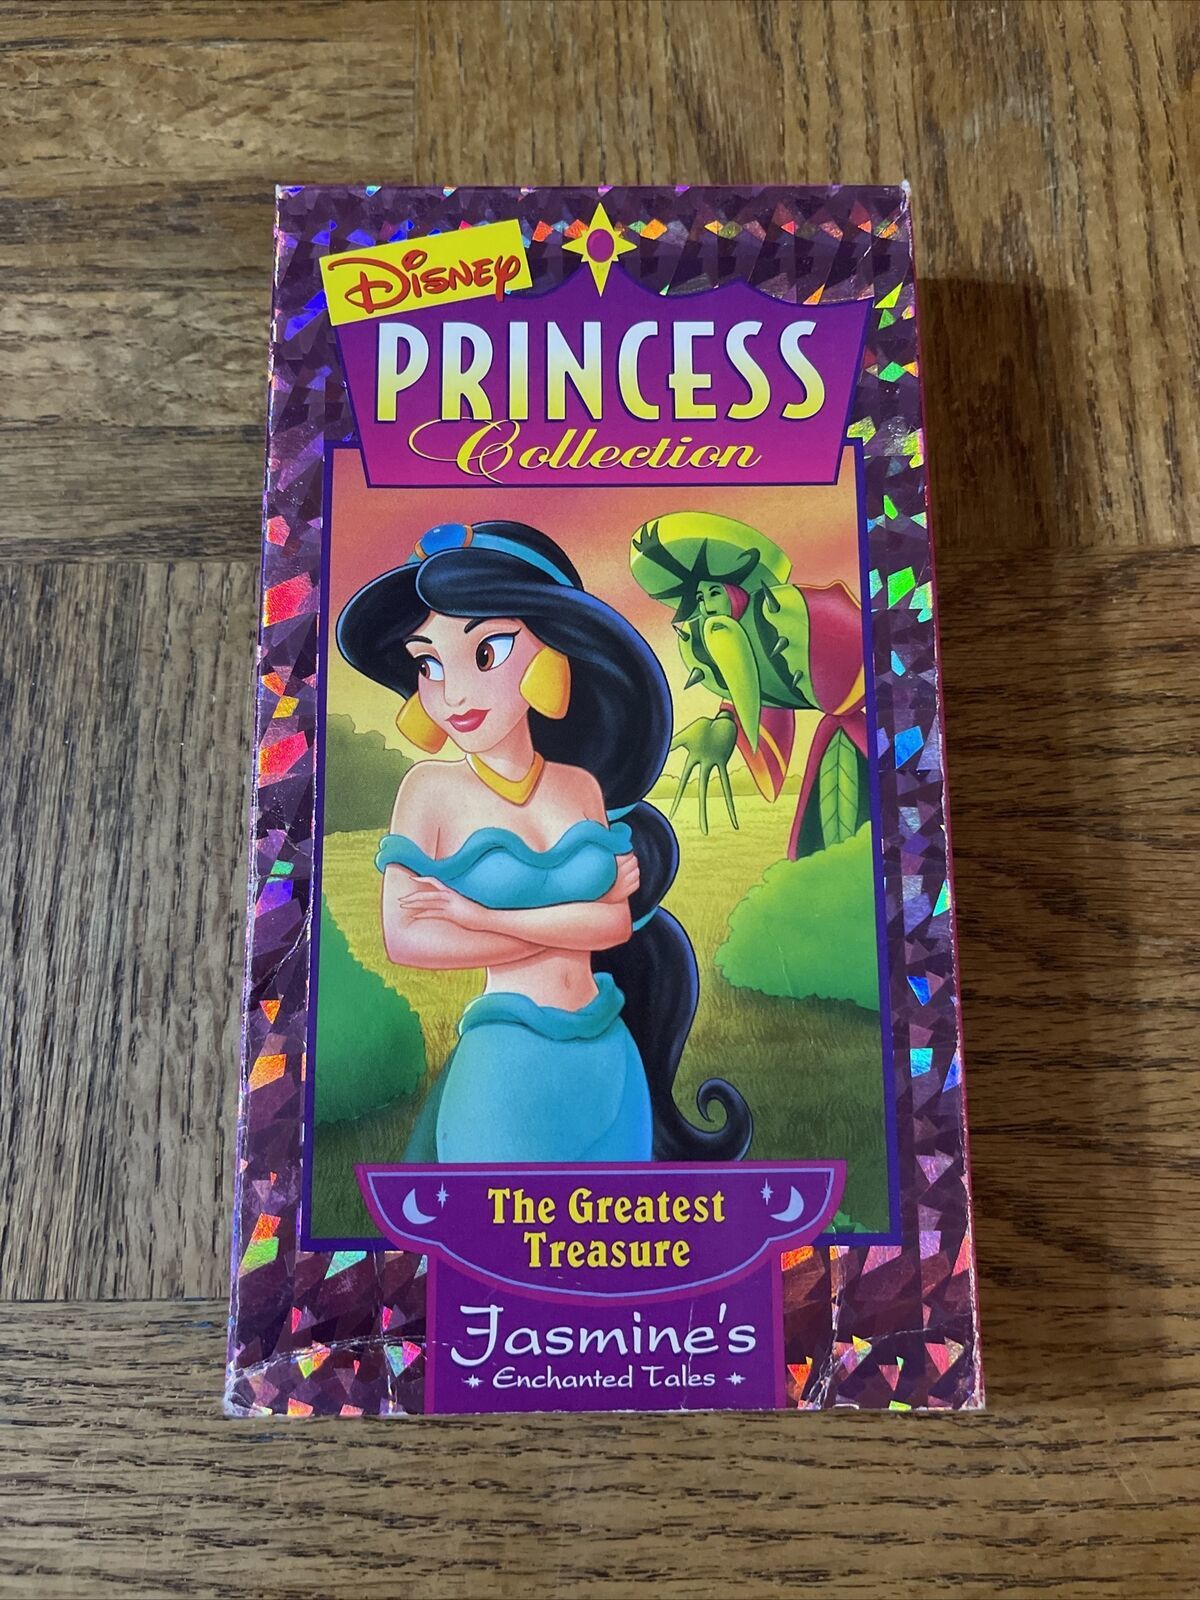 Disney
PRINCESS
Collection
The Greatest
Treasure
Jasmine's
Enchanted Tales